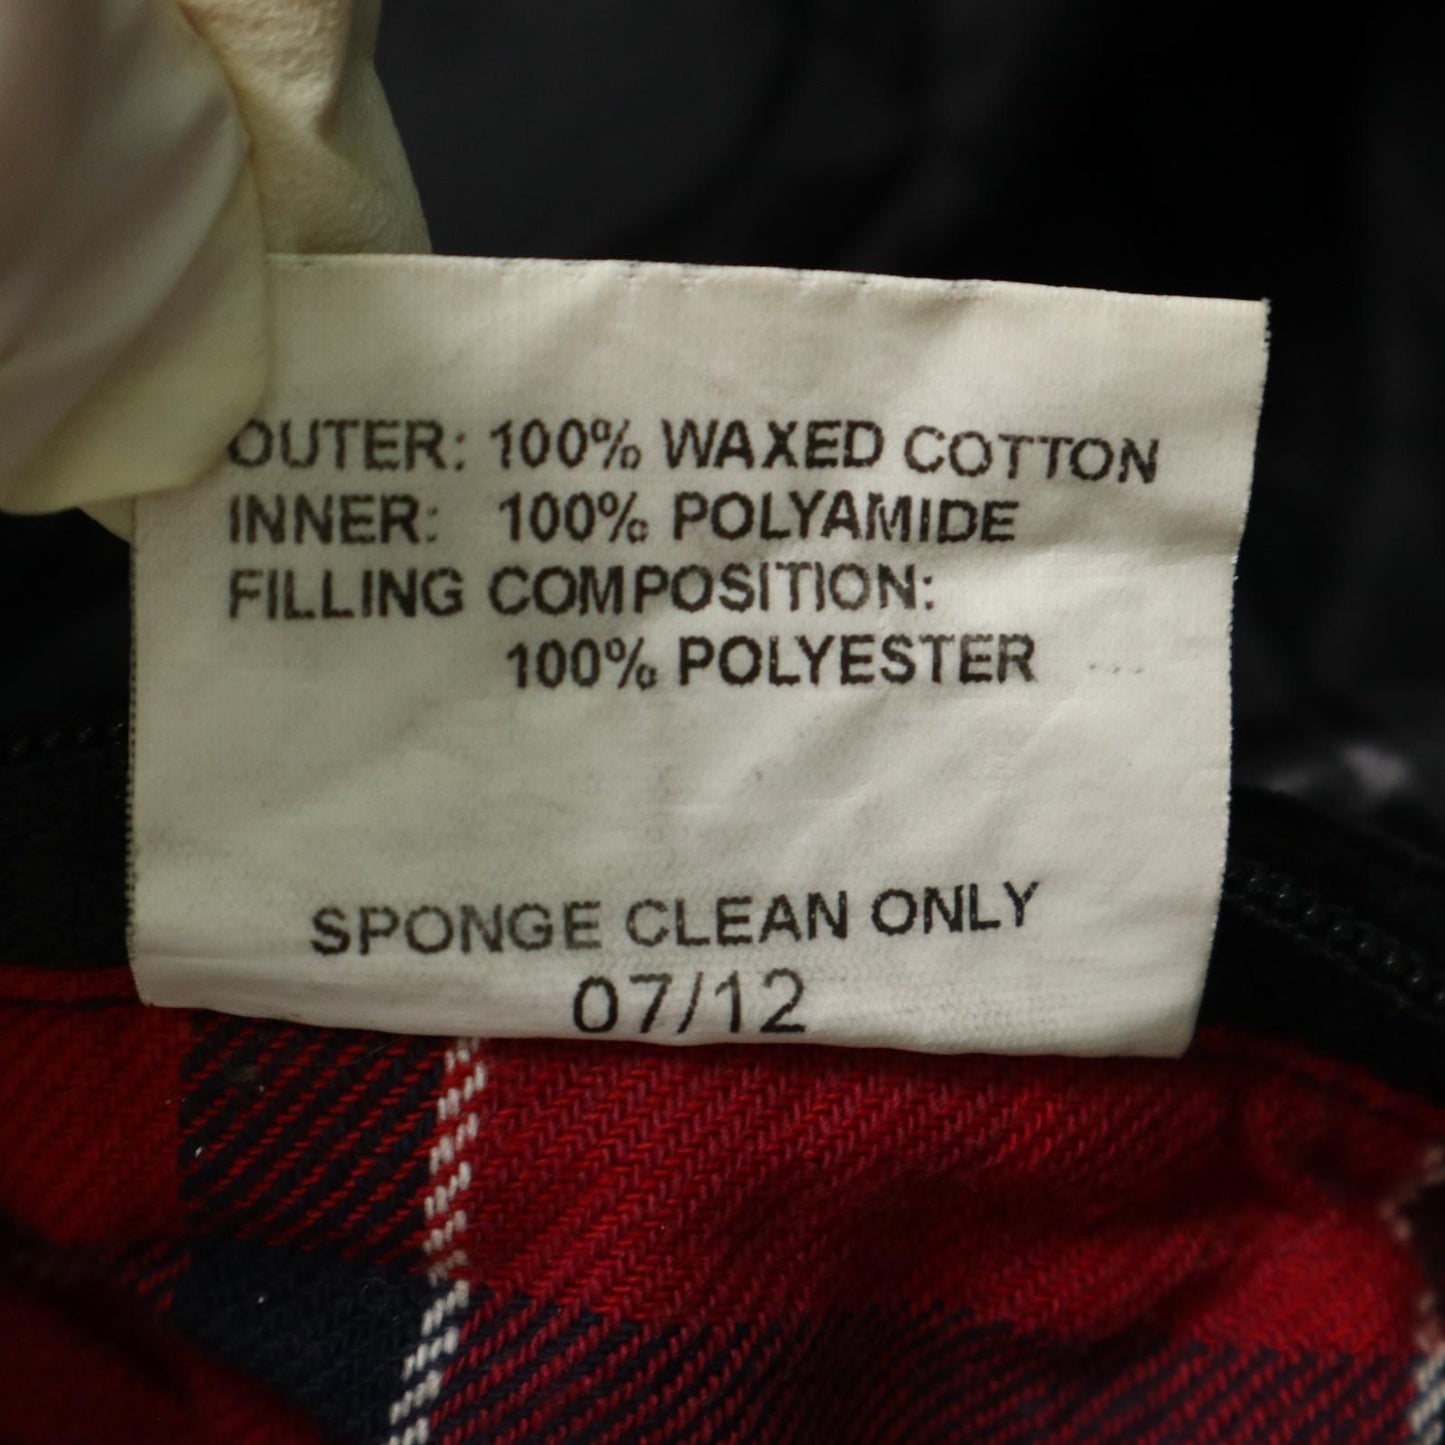 OUTER: 100% WAXED COTTON
INNER: 100% POLYAMIDE
FILLING COMPOSITION:
100% POLYESTER
SPONGE CLEAN ONLY
07/12